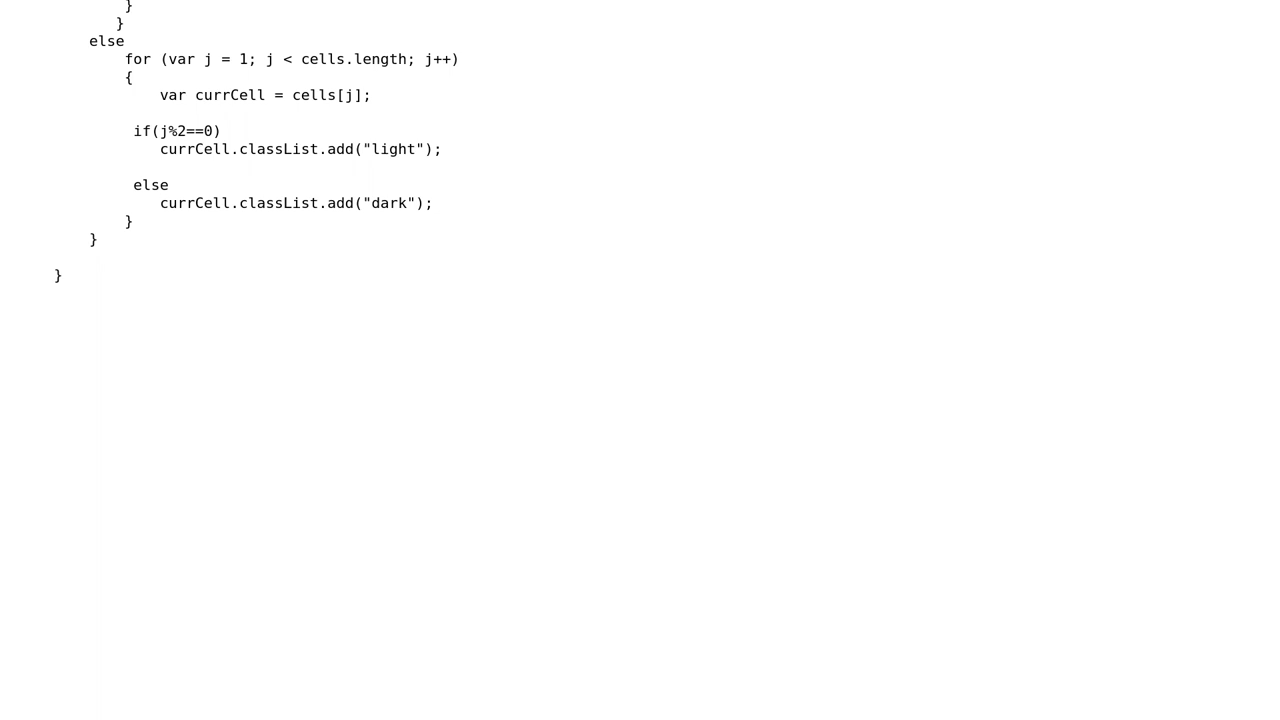 }
}
else
for (var j = 1; j < cells.length; j++)
{
var currCell = cells[j];
if(j%2==0)
currCell.classList.add("light");
else
currCell.classList.add("dark");
}
}
}